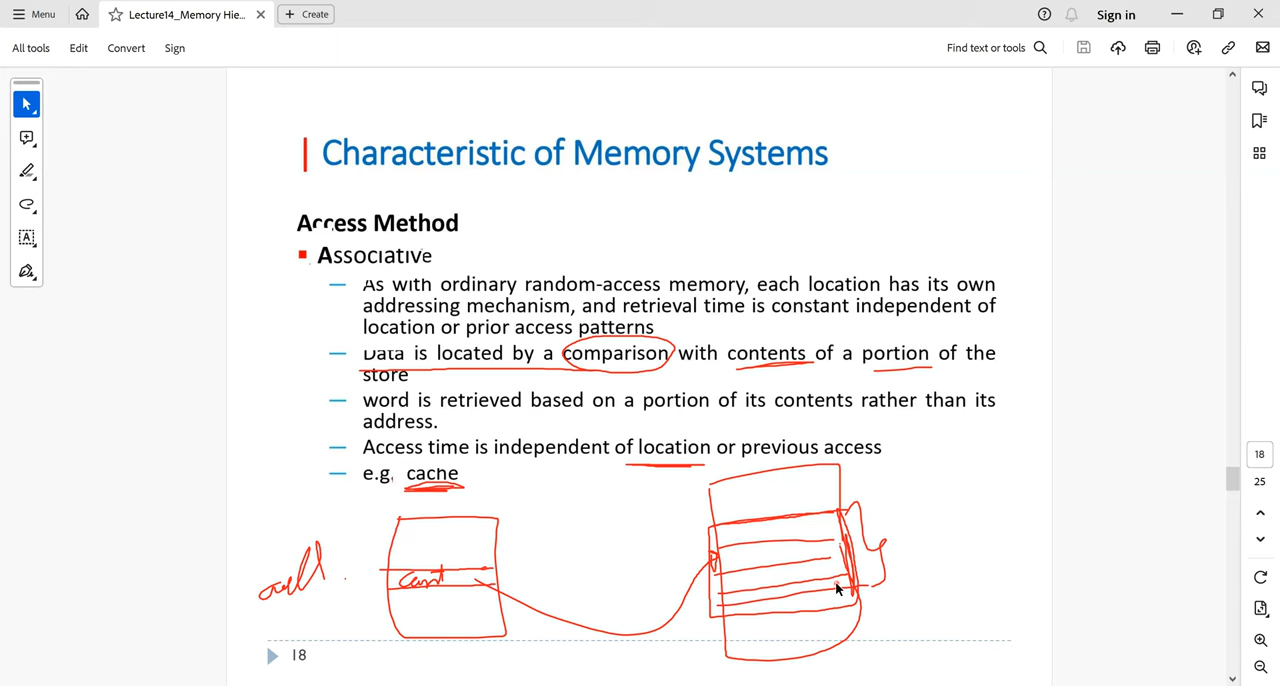 Menu
Lecture14_Memory Hie...
Create
Sign in
All tools
Edit
Convert
Sign
Find text or tools
| Characteristic of Memory Systems
Access Method
Associative
— As with ordinary random-access memory, each location has its own
addressing mechanism, and retrieval time is constant independent of
location or prior access patterns
— Data is located by a comparison with contents of a portion of the
store
— word is retrieved based on a portion of its contents rather than its
address.
— Access time is independent of location or previous access
— e.g, cache
18
18
25